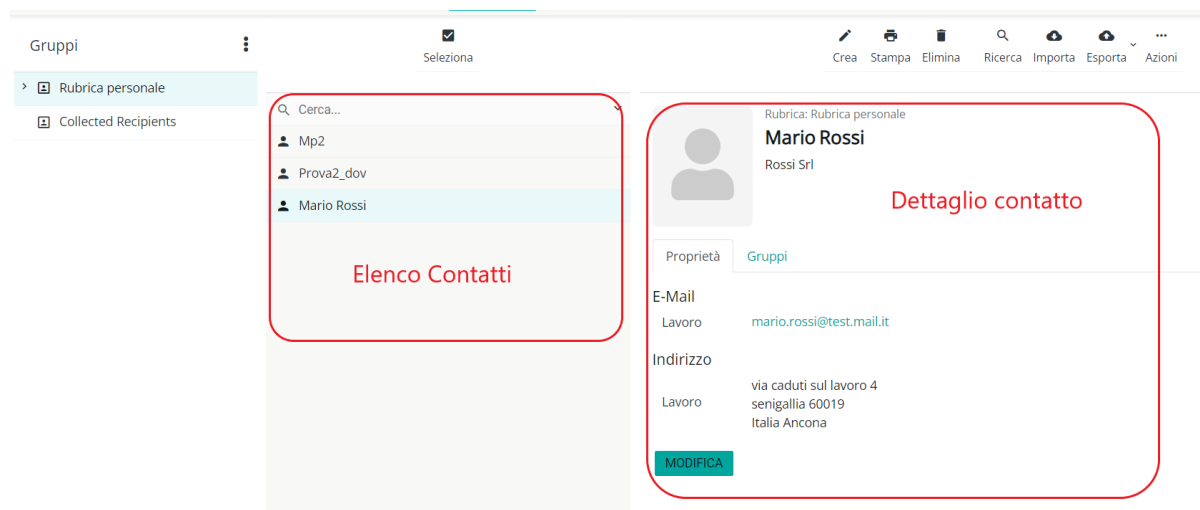 Gruppi
Rubrica personale
Collected Recipients
Seleziona
Cerca...
Mp2
Prova2_dov
Mario Rossi
Elenco Contatti
Crea Stampa Elimina Ricerca Importa Esporta Azioni
Rubrica: Rubrica personale
Mario Rossi
Rossi Srl
Dettaglio contatto
Proprietà Gruppi
E-Mail
Lavoro mario.rossi@test.mail.it
Indirizzo
Lavoro via caduti sul lavoro 4
senigallia 60019
Italia Ancona
MODIFICA